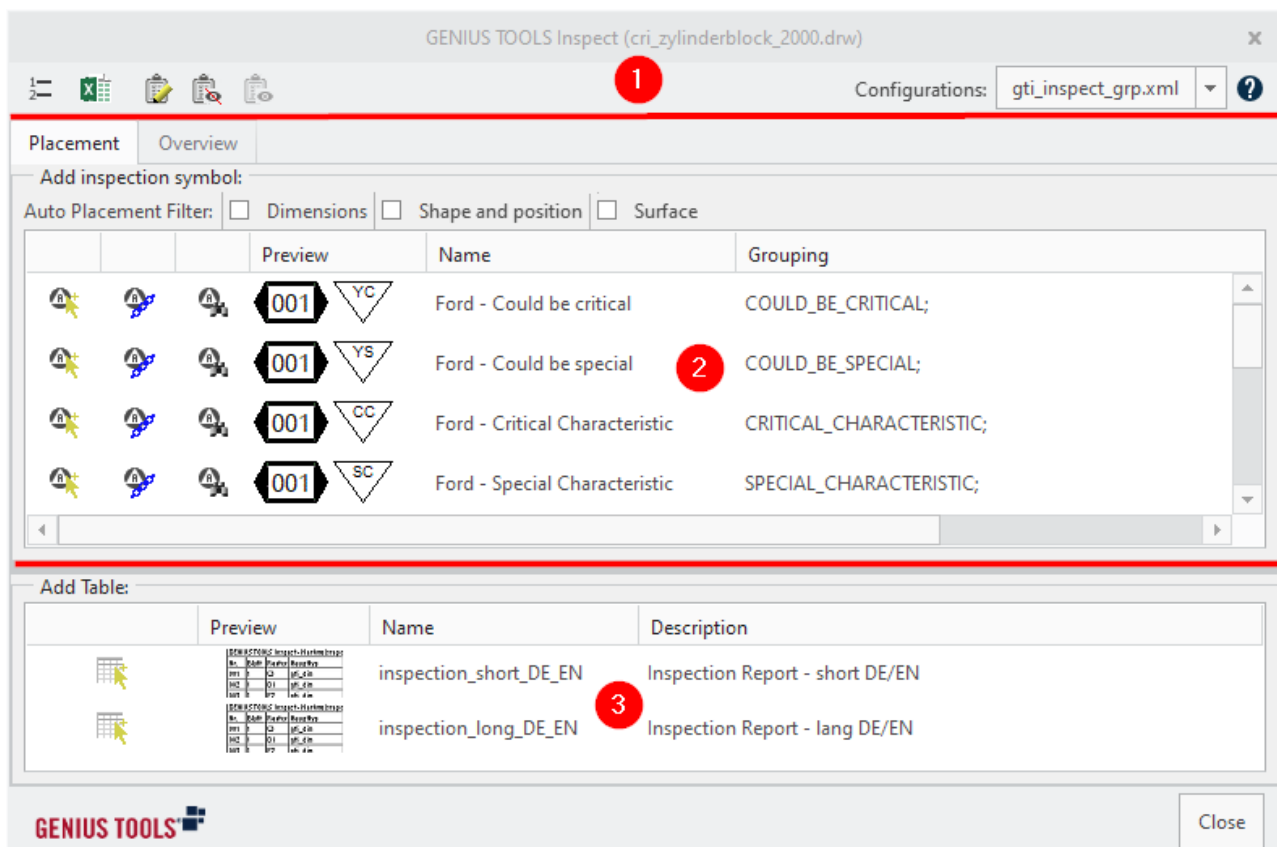 GENIUS TOOLS Inspect (cri_zylinderblock_2000.drw)
1
Configurations: gti_inspect_grp.xml
Placement Overview
Add inspection symbol:
Auto Placement Filter: Dimensions Shape and position Surface
Preview Name Grouping
001 YC Ford - Could be critical COULD_BE_CRITICAL;
001 YS Ford - Could be special 2 COULD_BE_SPECIAL;
001 CC Ford - Critical Characteristic CRITICAL_CHARACTERISTIC;
001 SC Ford - Special Characteristic SPECIAL_CHARACTERISTIC;
Add Table:
Preview Name Description
inspection_short_DE_EN Inspection Report - short DE/EN
3
inspection_long_DE_EN Inspection Report - lang DE/EN
GENIUS TOOLS
Close